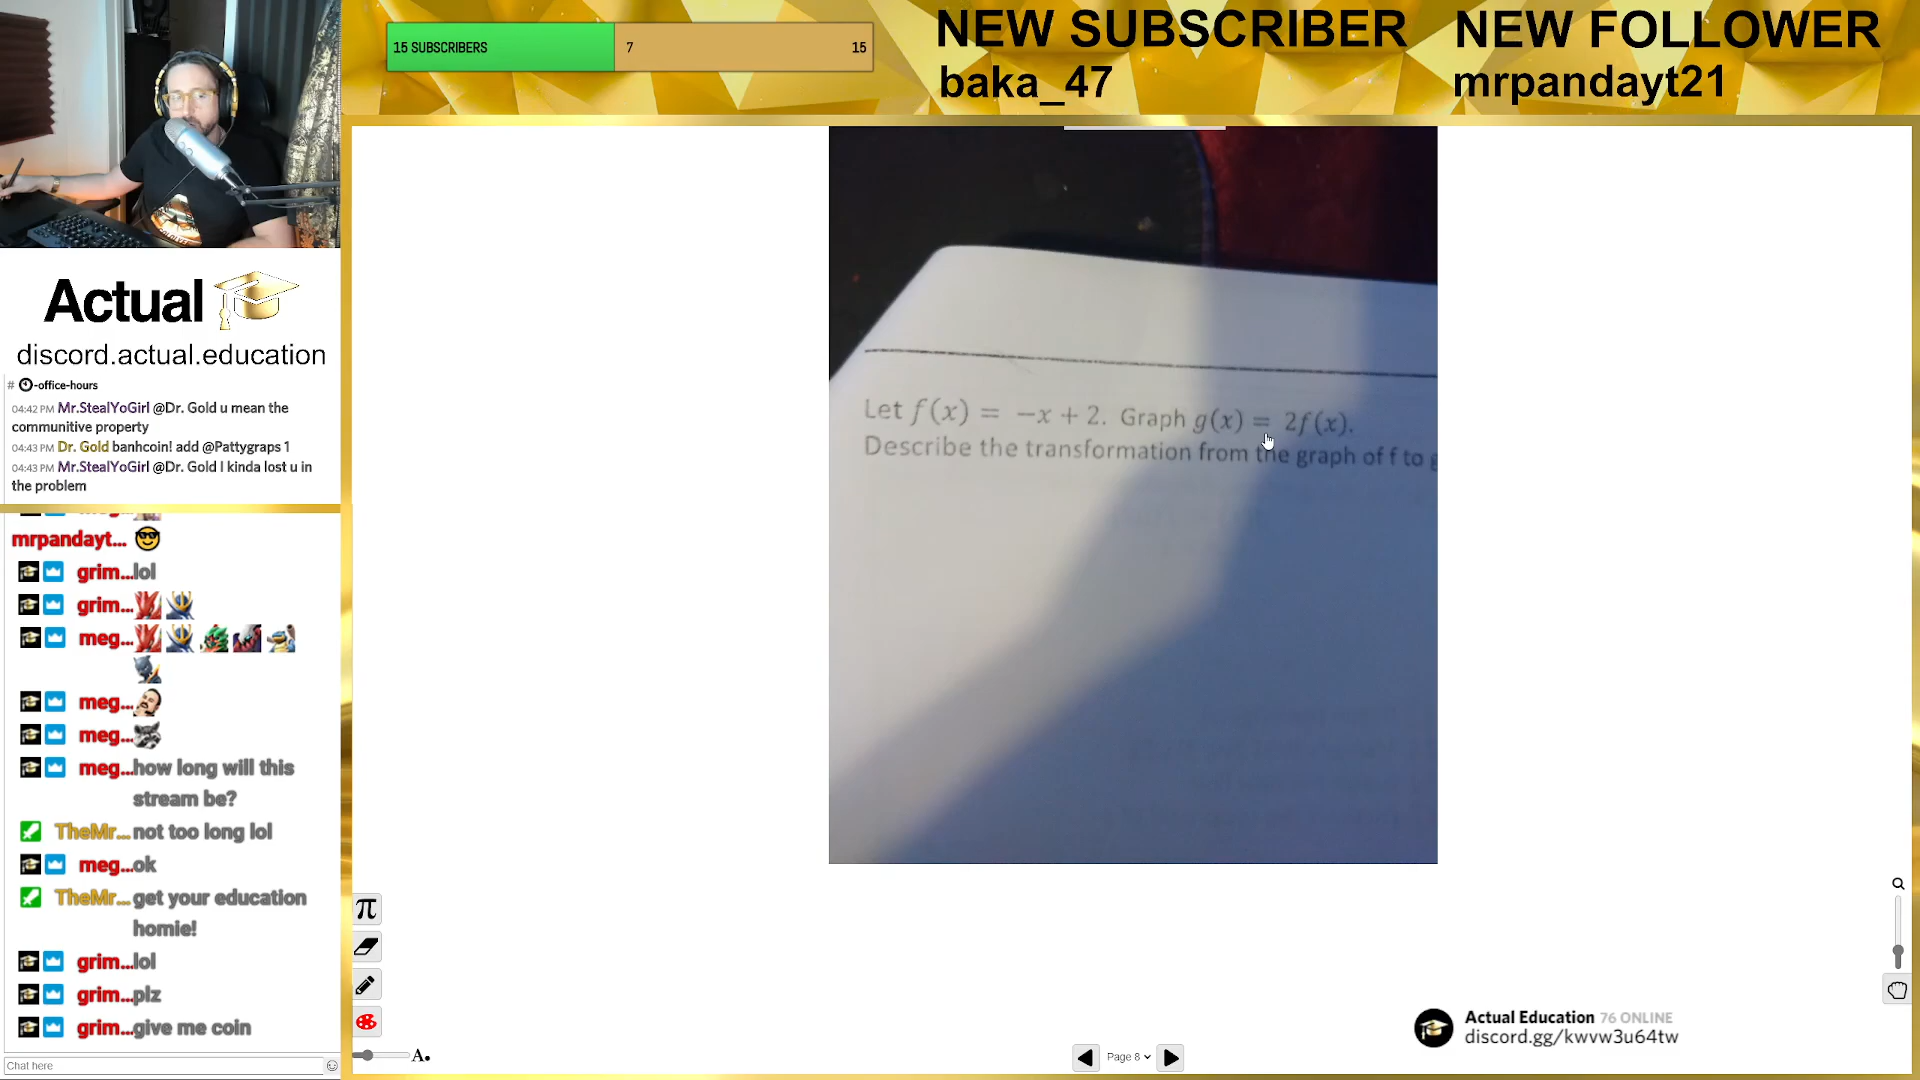 15 SUBSCRIBERS 7 15
NEW SUBSCRIBER
baka_47
NEW FOLLOWER
mrpandayt21
Actual
discord.actual.education
# -office-hours
04:42 PM Mr.StealYoGirl @Dr. Gold u mean the
communitive property
04:43 PM Dr. Gold banhcoin! add @Pattygraps 1
04:43 PM Mr.StealYoGirl @Dr. Gold I kinda lost u in
the problem
mrpandayt...
grim...lol
grim...
meg...
meg...
meg...
meg...how long will this
stream be?
TheMr...not too long lol
meg...ok
TheMr...get your education
homie!
grim...lol
grim...plz
grim...give me coin
Chat here
Let f(x) = −x + 2. Graph g(x) = 2f(x).
Describe the transformation from the graph of f to g
π
A
Page 8
Actual Education 76 ONLINE
discord.gg/kwvw3u64tw